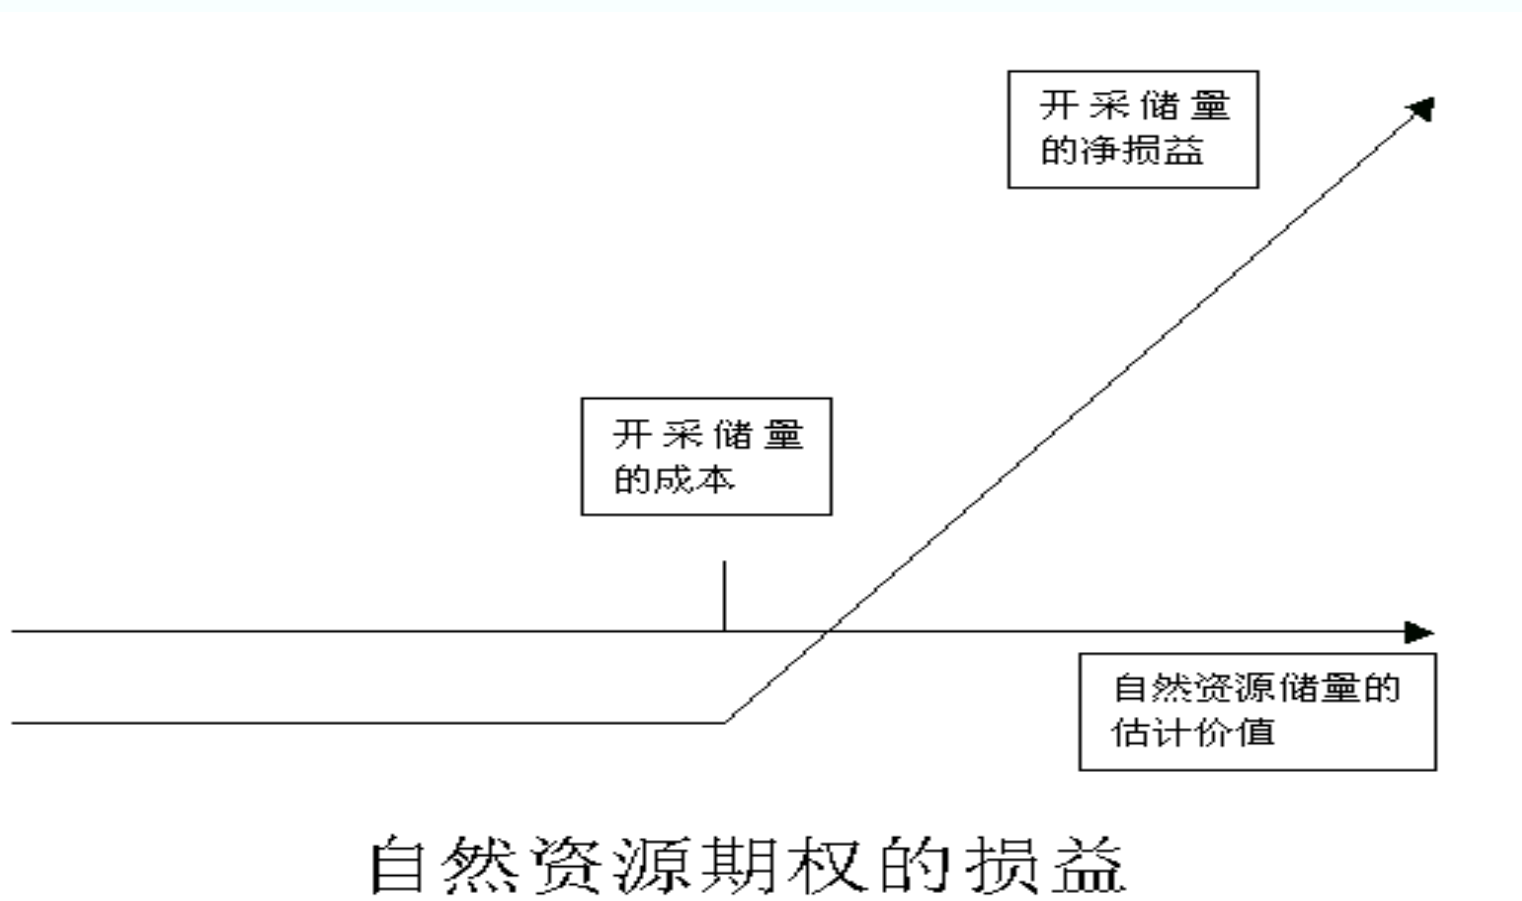 开采储量
的净损益
开采储量
的成本
自然资源储量的
估计价值
自然资源期权的损益